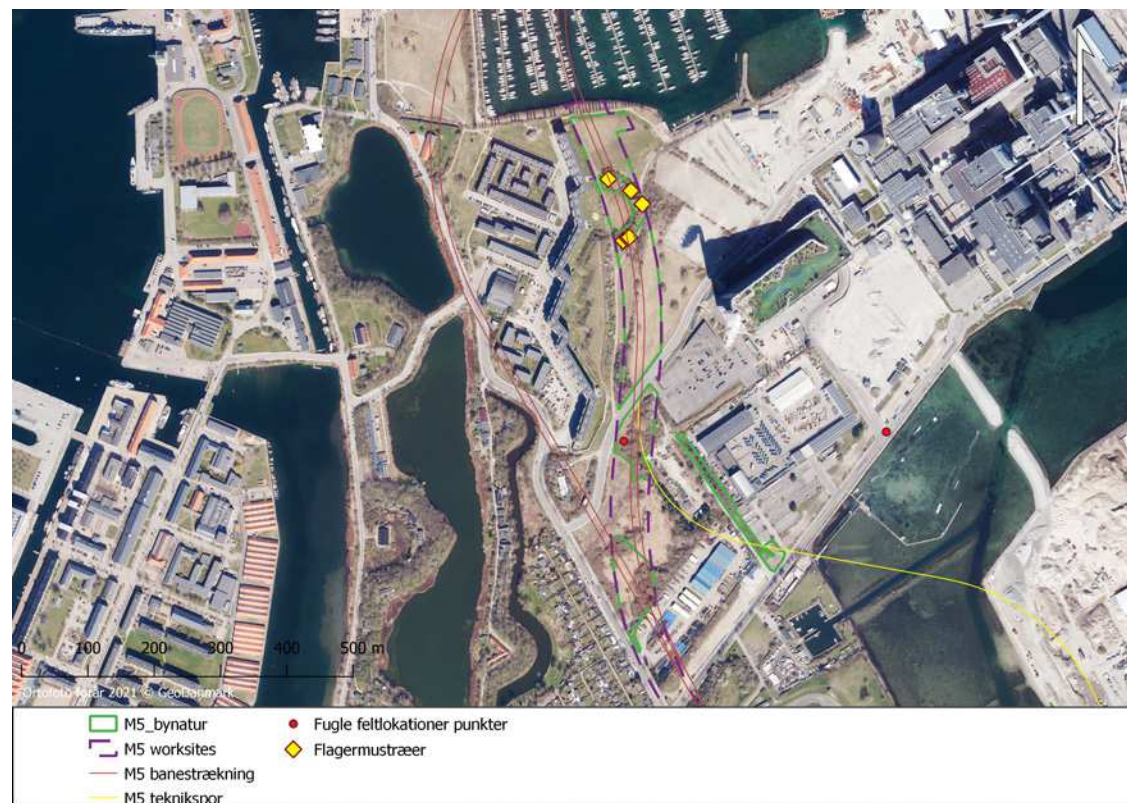 0 100 200 300 400 500 m
Ortofoto forår 2021 © GeoDanmark
M5_bynatur
M5 worksites
M5 banestrækning
M5 teknikspor
Fugle feltlokationer punkter
Flagermustræer